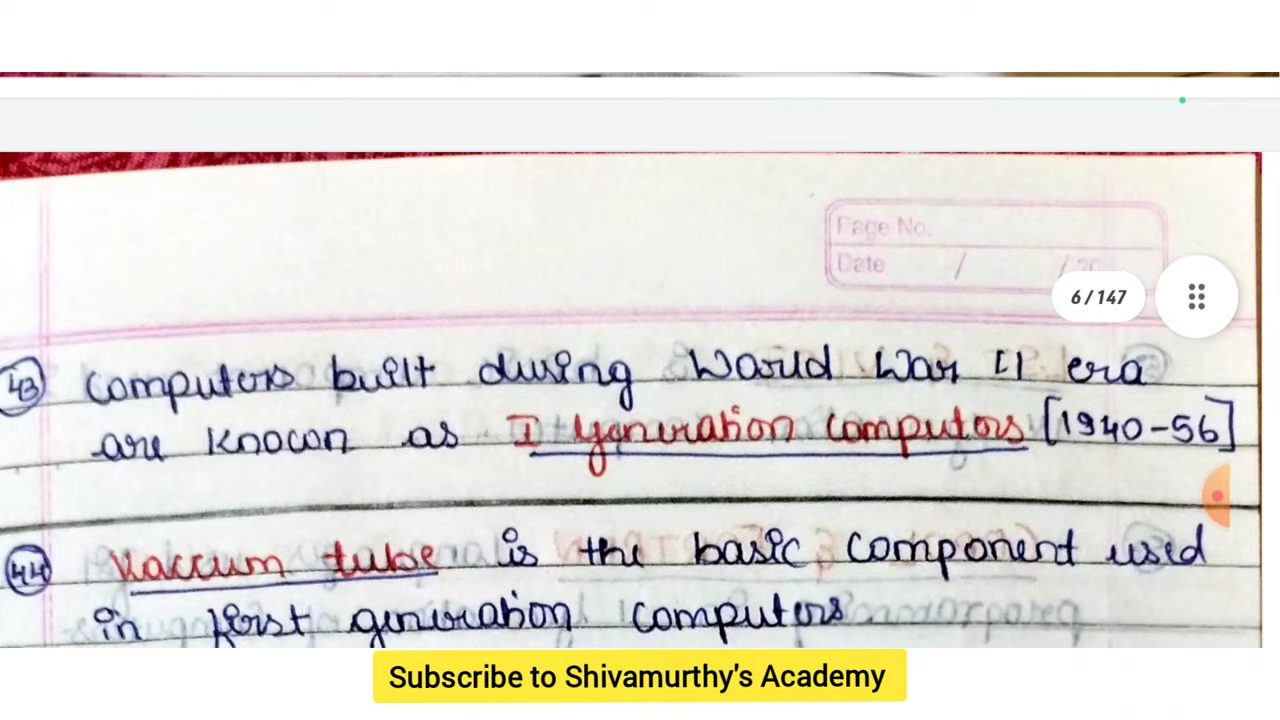 Page No.
Date / /20
6/147
43 Computers built during World War II era
are known as I generation computers [1940-56]
44 Vaccum tube is the basic component used
in first generation computers
Subscribe to Shivamurthy's Academy